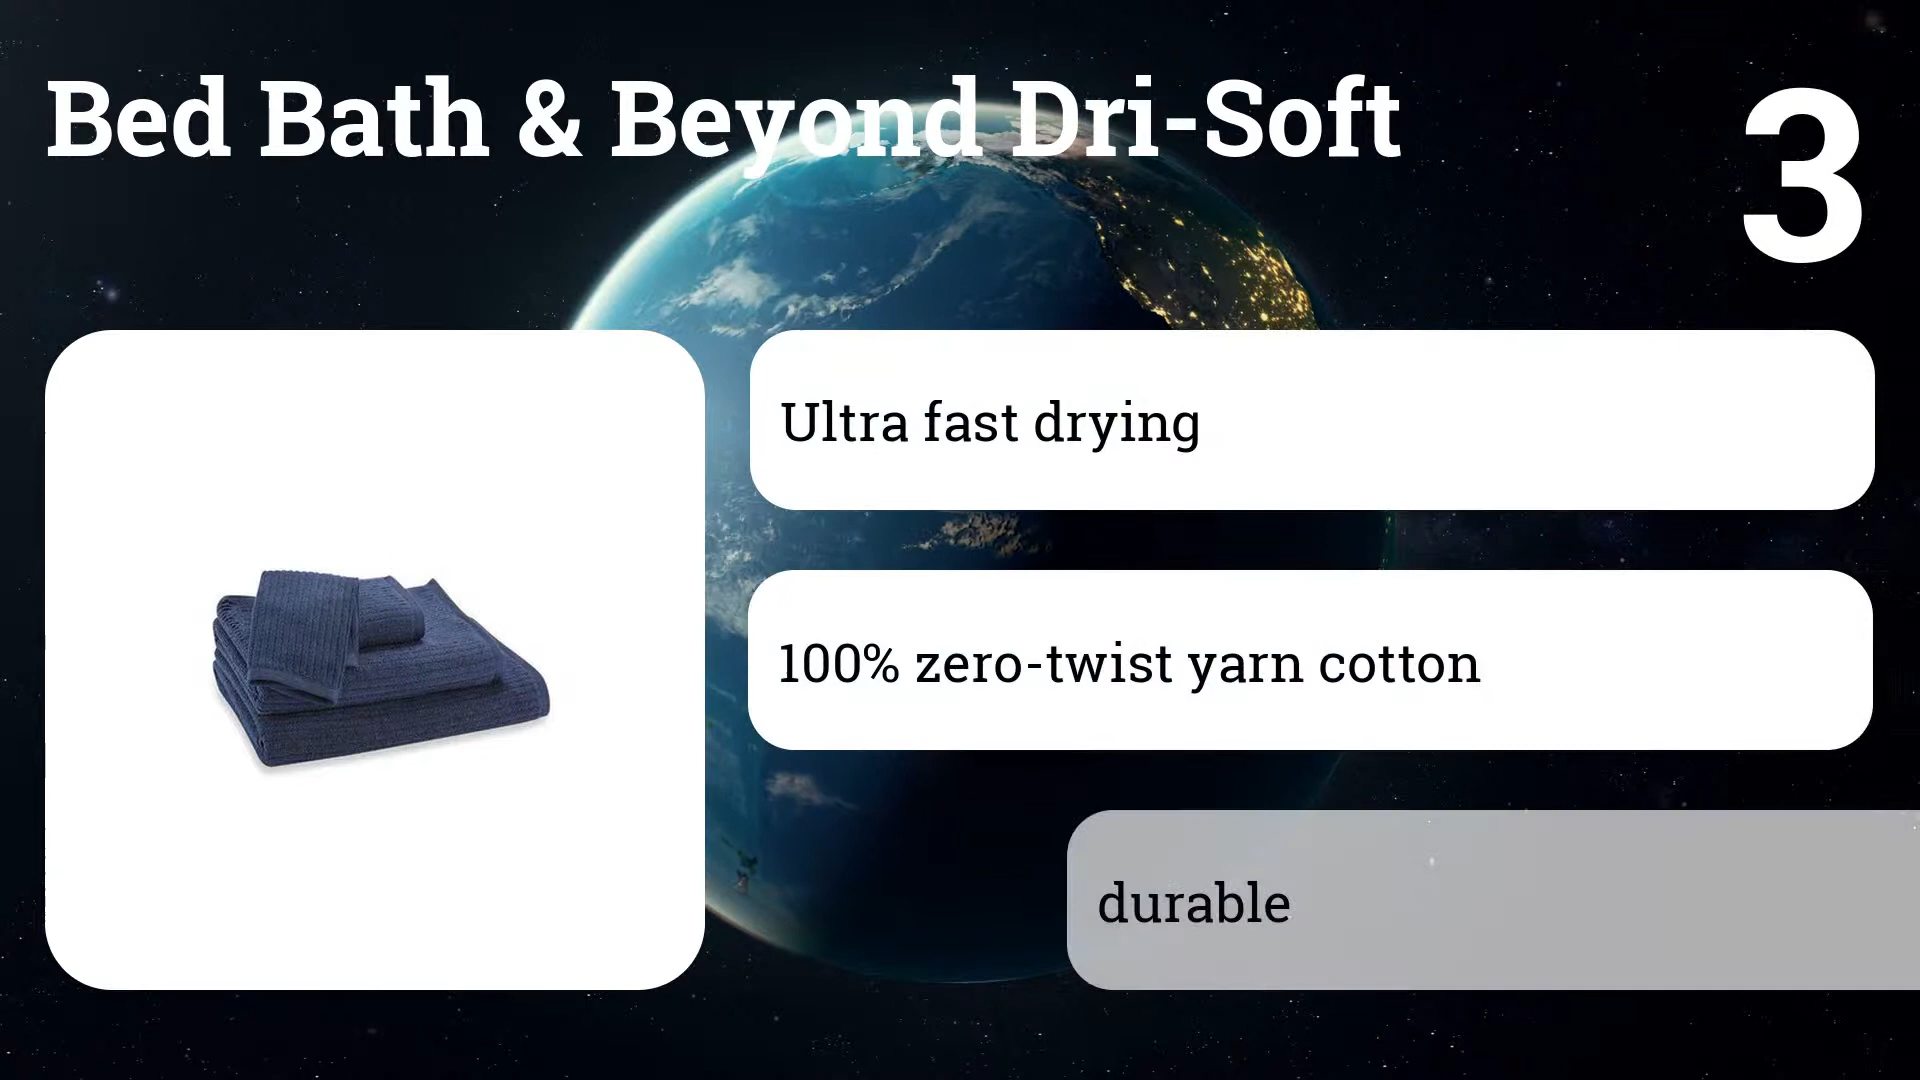 Bed Bath & Beyond Dri-Soft
3
Ultra fast drying
100% zero-twist yarn cotton
durable